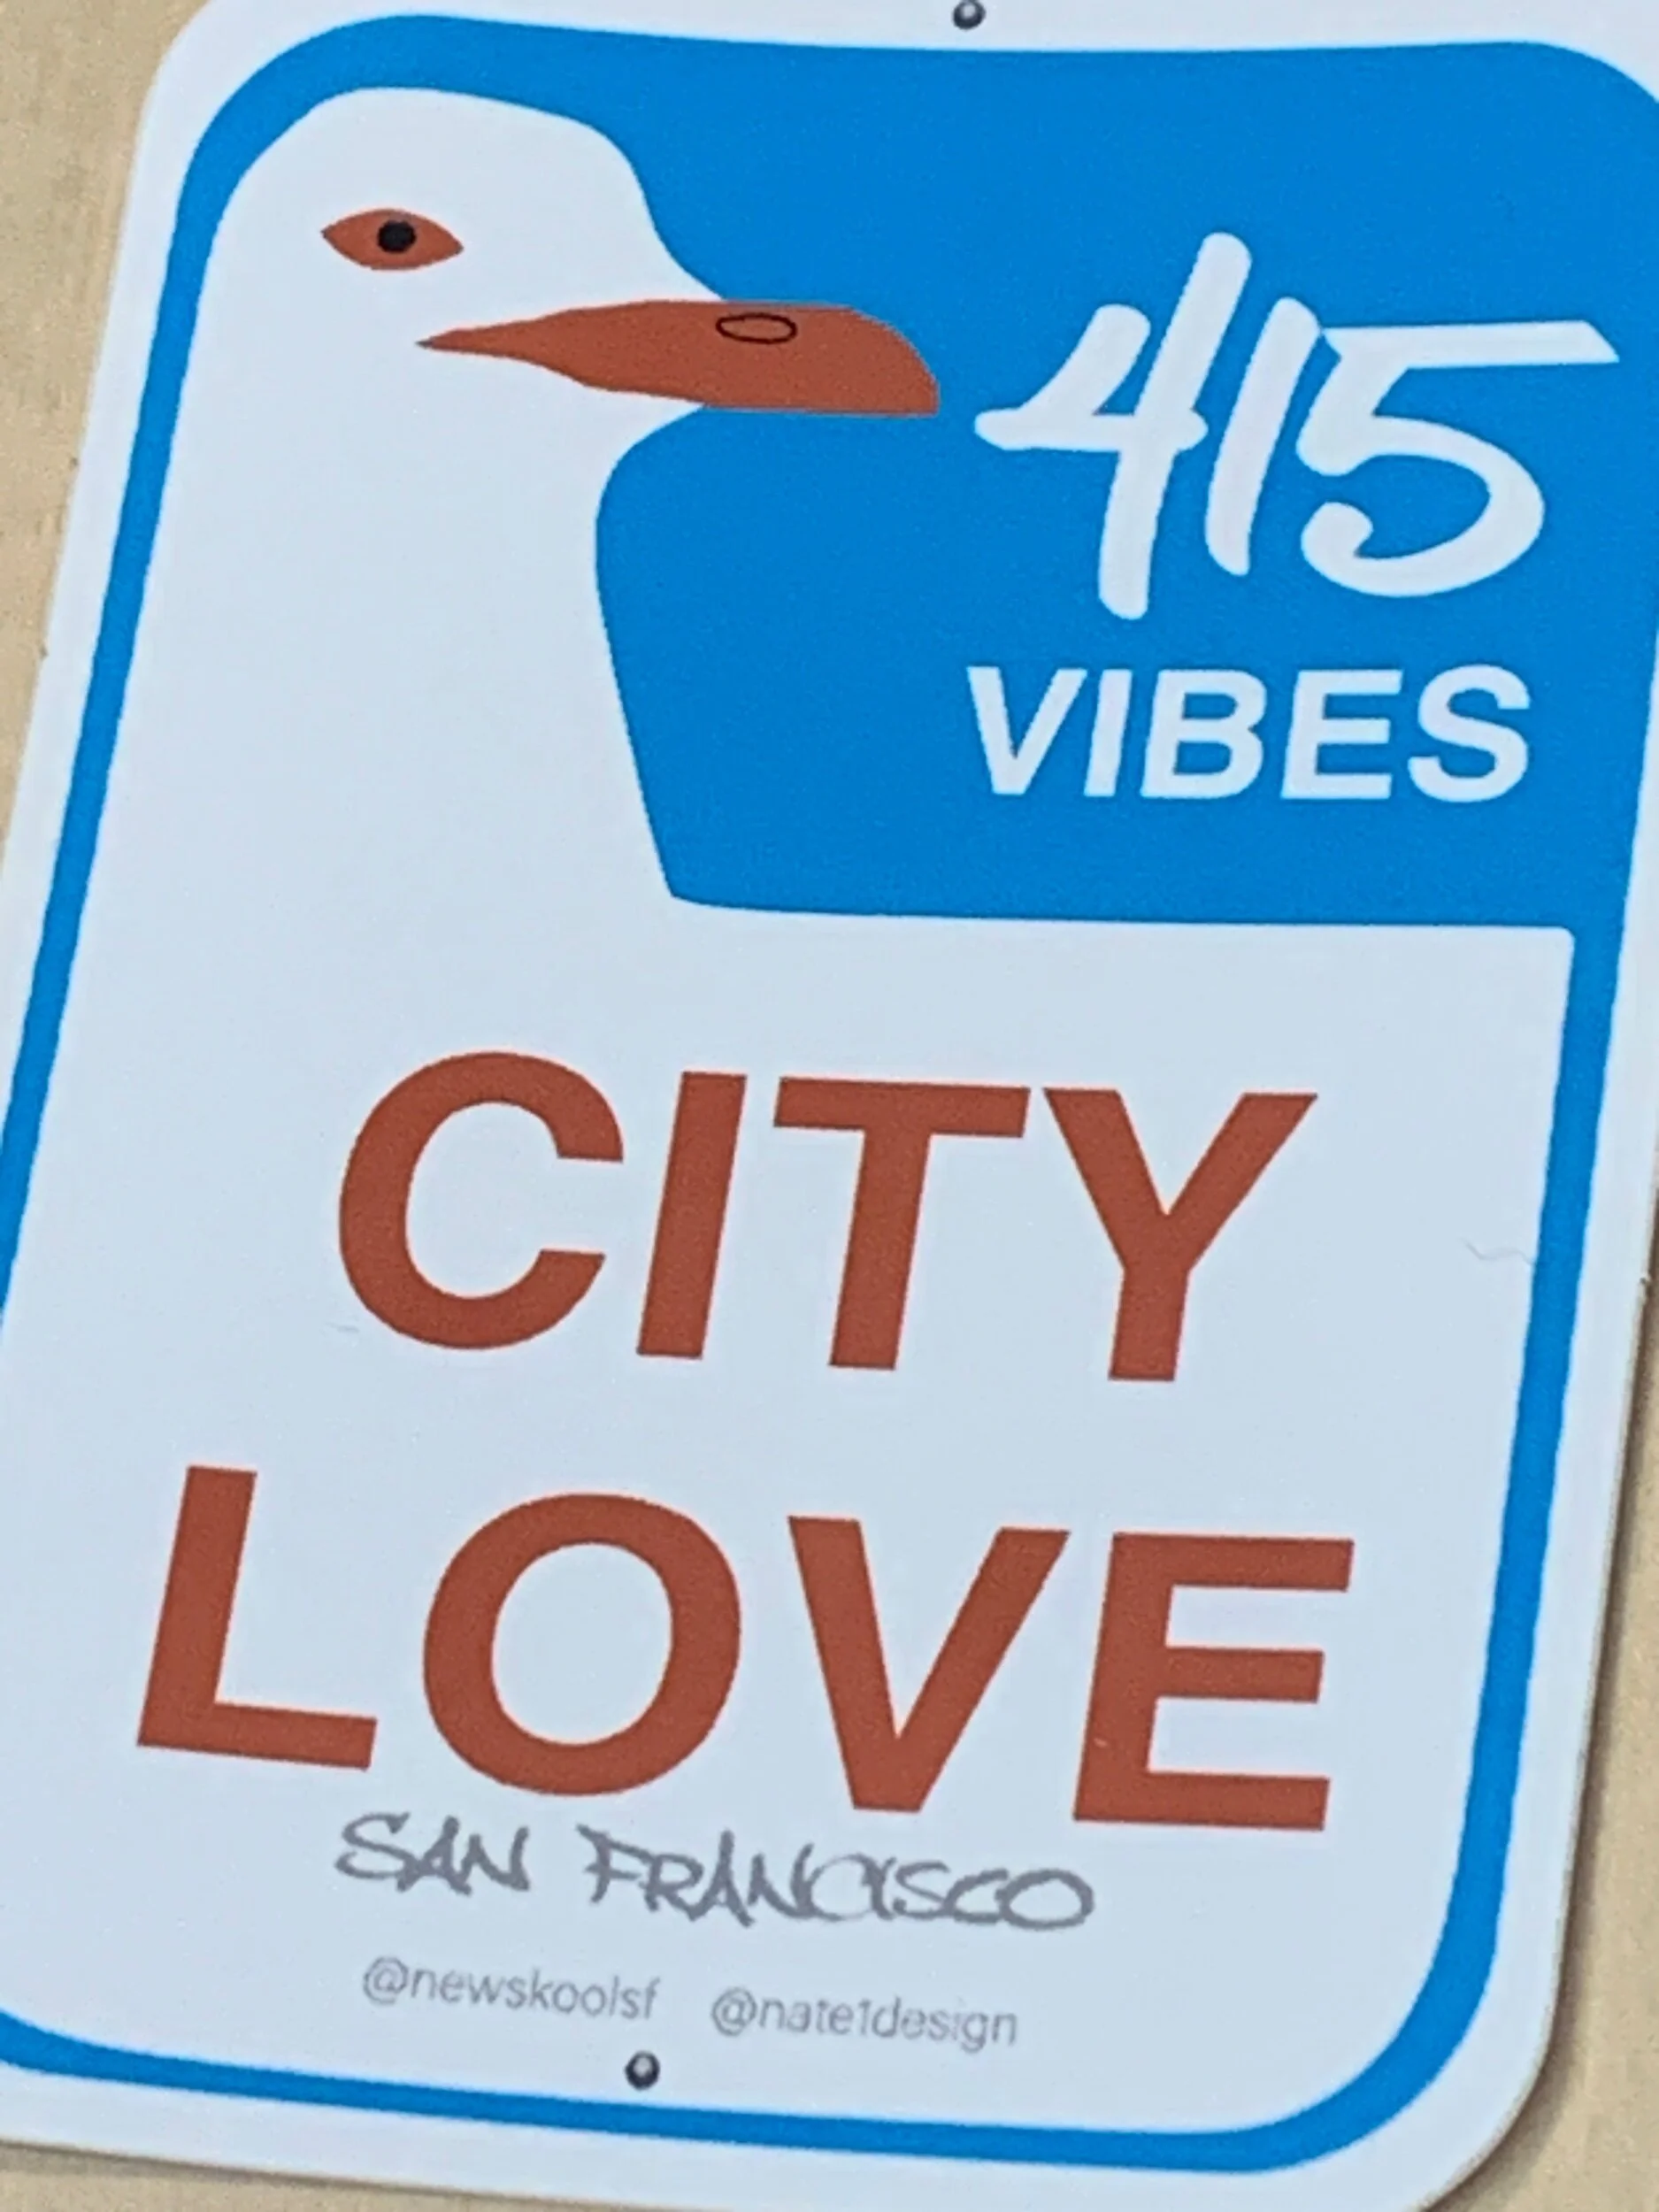 415
VIBES
CITY
LOVE
SAN FRANCISCO
@newskoolsf @nate1design